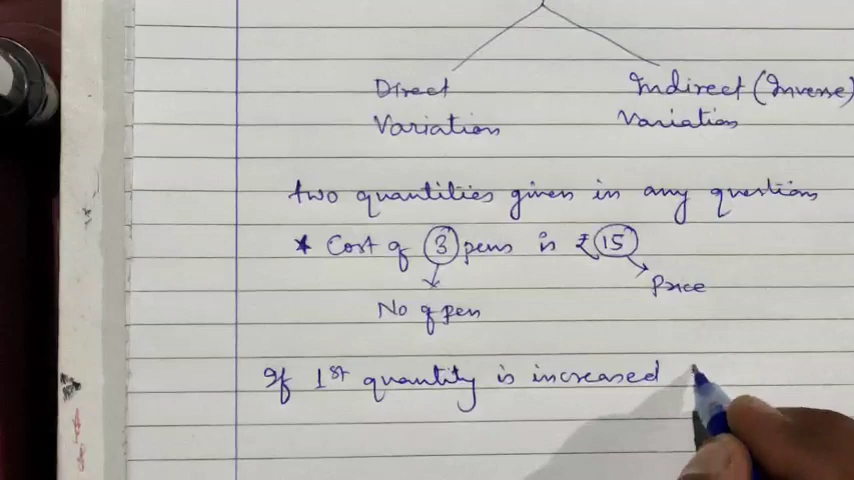 Direct Indirect (Inverse)
Variation Variation
two quantities given in any questions
* Cost of 3 pens is ₹ 15
Price
No of pen
If 1st quantity is increased